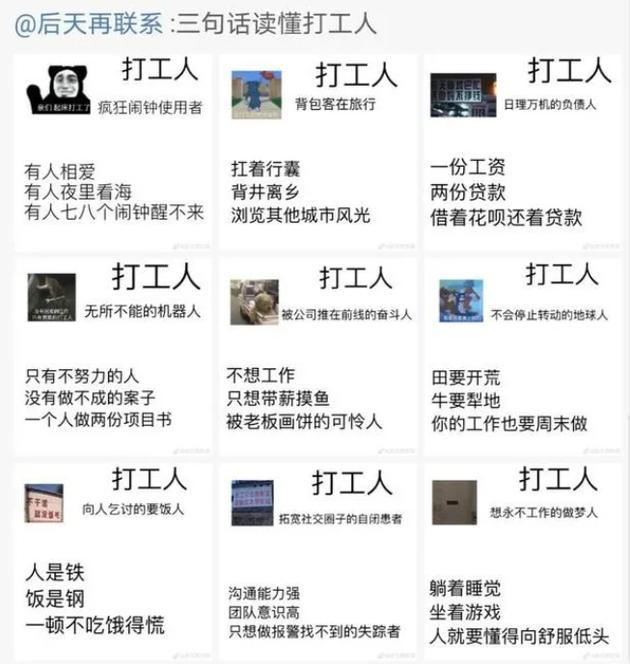 @后天再联系 :三句话读懂打工人
打工人
疯狂闹钟使用者
亲们 起床打工了
有人相爱
有人夜里看海
有人七八个闹钟醒不来
打工人
背包客在旅行
扛着行囊
背井离乡
浏览其他城市风光
打工人
日理万机的负债人
一份工资
两份贷款
借着花呗还着贷款
打工人
无所不能的机器人
只有不努力的人
没有做不成的案子
一个人做两份项目书
打工人
被公司推在前线的奋斗人
不想工作
只想带薪摸鱼
被老板画饼的可怜人
打工人
不会停止转动的地球人
田要开荒
牛要犁地
你的工作也要周末做
打工人
向人乞讨的要饭人
人是铁
饭是钢
一顿不吃饿得慌
打工人
拓宽社交圈子的自闭患者
沟通能力强
团队意识高
只想做报警找不到的失踪者
打工人
想永不工作的做梦人
躺着睡觉
坐着游戏
人就要懂得向舒服低头